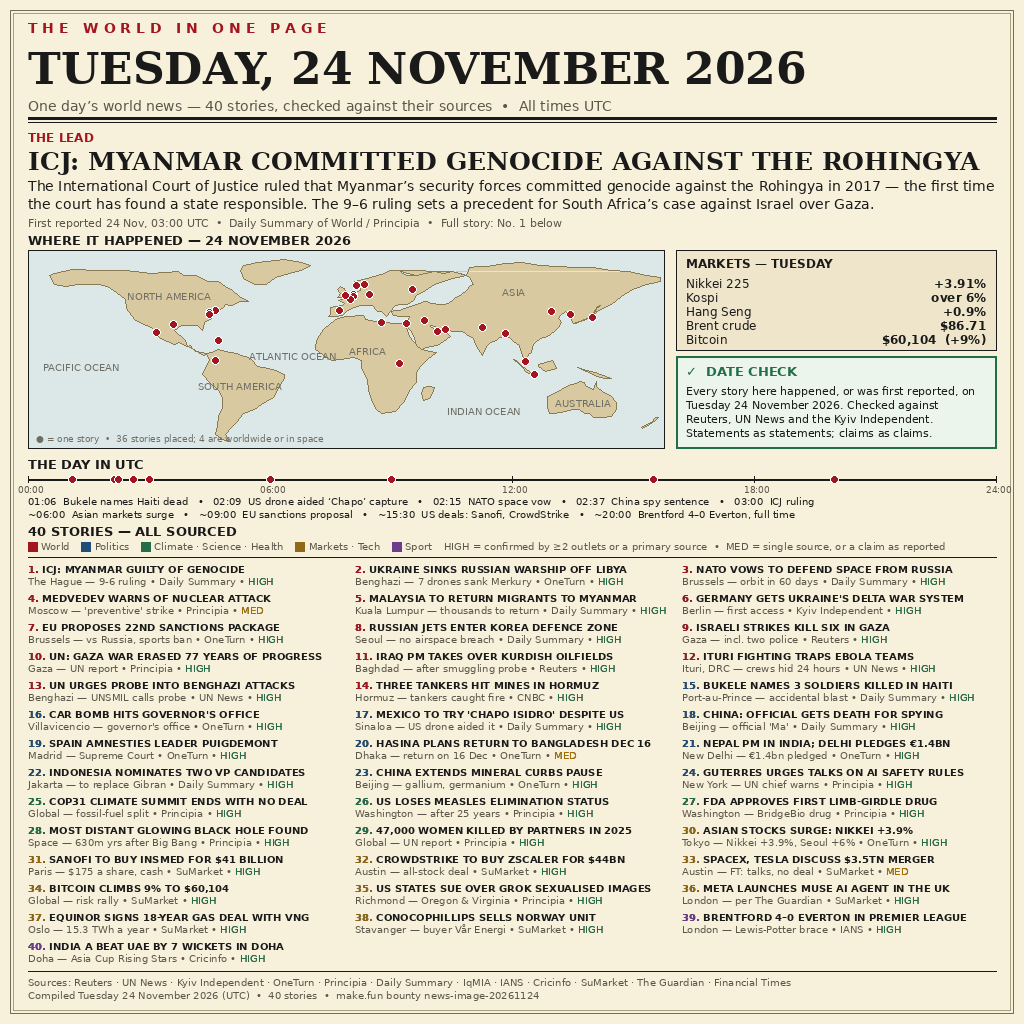 THE WORLD IN ONE PAGE
TUESDAY, 24 NOVEMBER 2026
One day's world news — 40 stories, checked against their sources • All times UTC
THE LEAD
ICJ: MYANMAR COMMITTED GENOCIDE AGAINST THE ROHINGYA
The International Court of Justice ruled that Myanmar's security forces committed genocide against the Rohingya in 2017 — the first time
the court has found a state responsible. The 9–6 ruling sets a precedent for South Africa's case against Israel over Gaza.
First reported 24 Nov, 03:00 UTC • Daily Summary of World / Principia • Full story: No. 1 below
WHERE IT HAPPENED — 24 NOVEMBER 2026
NORTH AMERICA
ASIA
PACIFIC OCEAN
ATLANTIC OCEAN
AFRICA
SOUTH AMERICA
INDIAN OCEAN
AUSTRALIA
● = one story • 36 stories placed; 4 are worldwide or in space
MARKETS — TUESDAY
Nikkei 225 +3.91%
Kospi over 6%
Hang Seng +0.9%
Brent crude $86.71
Bitcoin $60,104 (+9%)
✓ DATE CHECK
Every story here happened, or was first reported, on
Tuesday 24 November 2026. Checked against
Reuters, UN News and the Kyiv Independent.
Statements as statements; claims as claims.
THE DAY IN UTC
00:00 06:00 12:00 18:00 24:00
01:06 Bukele names Haiti dead • 02:09 US drone aided 'Chapo' capture • 02:15 NATO space vow • 02:37 China spy sentence • 03:00 ICJ ruling
~06:00 Asian markets surge • ~09:00 EU sanctions proposal • ~15:30 US deals: Sanofi, CrowdStrike • ~20:00 Brentford 4–0 Everton, full time
40 STORIES — ALL SOURCED
World Politics Climate · Science · Health Markets · Tech Sport HIGH = confirmed by ≥2 outlets or a primary source • MED = single source, or a claim as reported
1. ICJ: MYANMAR GUILTY OF GENOCIDE
The Hague — 9-6 ruling • Daily Summary • HIGH
2. UKRAINE SINKS RUSSIAN WARSHIP OFF LIBYA
Benghazi — 7 drones sank Merkury • OneTurn • HIGH
3. NATO VOWS TO DEFEND SPACE FROM RUSSIA
Brussels — orbit in 60 days • Daily Summary • HIGH
4. MEDVEDEV WARNS OF NUCLEAR ATTACK
Moscow — 'preventive' strike • Principia • MED
5. MALAYSIA TO RETURN MIGRANTS TO MYANMAR
Kuala Lumpur — thousands to return • Daily Summary • HIGH
6. GERMANY GETS UKRAINE'S DELTA WAR SYSTEM
Berlin — first access • Kyiv Independent • HIGH
7. EU PROPOSES 22ND SANCTIONS PACKAGE
Brussels — vs Russia, sports ban • OneTurn • HIGH
8. RUSSIAN JETS ENTER KOREA DEFENCE ZONE
Seoul — no airspace breach • Daily Summary • HIGH
9. ISRAELI STRIKES KILL SIX IN GAZA
Gaza — incl. two police • Reuters • HIGH
10. UN: GAZA WAR ERASED 77 YEARS OF PROGRESS
Gaza — UN report • Principia • HIGH
11. IRAQ PM TAKES OVER KURDISH OILFIELDS
Baghdad — after smuggling probe • Reuters • HIGH
12. ITURI FIGHTING TRAPS EBOLA TEAMS
Ituri, DRC — crews hid 24 hours • UN News • HIGH
13. UN URGES PROBE INTO BENGHAZI ATTACKS
Benghazi — UNSMIL calls probe • UN News • HIGH
14. THREE TANKERS HIT MINES IN HORMUZ
Hormuz — tankers caught fire • CNBC • HIGH
15. BUKELE NAMES 3 SOLDIERS KILLED IN HAITI
Port-au-Prince — accidental blast • Daily Summary • HIGH
16. CAR BOMB HITS GOVERNOR'S OFFICE
Villavicencio — governor's office • OneTurn • HIGH
17. MEXICO TO TRY 'CHAPO ISIDRO' DESPITE US
Sinaloa — US drone aided it • Daily Summary • HIGH
18. CHINA: OFFICIAL GETS DEATH FOR SPYING
Beijing — official 'Ma' • Daily Summary • HIGH
19. SPAIN AMNESTIES LEADER PUIGDEMONT
Madrid — Supreme Court • OneTurn • HIGH
20. HASINA PLANS RETURN TO BANGLADESH DEC 16
Dhaka — return on 16 Dec • OneTurn • MED
21. NEPAL PM IN INDIA; DELHI PLEDGES €1.4BN
New Delhi — €1.4bn pledged • OneTurn • HIGH
22. INDONESIA NOMINATES TWO VP CANDIDATES
Jakarta — to replace Gibran • Daily Summary • HIGH
23. CHINA EXTENDS MINERAL CURBS PAUSE
Beijing — gallium, germanium • OneTurn • HIGH
24. GUTERRES URGES TALKS ON AI SAFETY RULES
New York — UN chief warns • Principia • HIGH
25. COP31 CLIMATE SUMMIT ENDS WITH NO DEAL
Global — fossil-fuel split • Principia • HIGH
26. US LOSES MEASLES ELIMINATION STATUS
Washington — after 25 years • Principia • HIGH
27. FDA APPROVES FIRST LIMB-GIRDLE DRUG
Washington — BridgeBio drug • Principia • HIGH
28. MOST DISTANT GLOWING BLACK HOLE FOUND
Space — 630m yrs after Big Bang • Principia • HIGH
29. 47,000 WOMEN KILLED BY PARTNERS IN 2025
Global — UN report • Principia • HIGH
30. ASIAN STOCKS SURGE: NIKKEI +3.9%
Tokyo — Nikkei +3.9%, Seoul +6% • OneTurn • HIGH
31. SANOFI TO BUY INSMED FOR $41 BILLION
Paris — $175 a share, cash • SuMarket • HIGH
32. CROWDSTRIKE TO BUY ZSCALER FOR $44BN
Austin — all-stock deal • SuMarket • HIGH
33. SPACEX, TESLA DISCUSS $3.5TN MERGER
Austin — FT: talks, no deal • SuMarket • MED
34. BITCOIN CLIMBS 9% TO $60,104
Global — risk rally • SuMarket • HIGH
35. US STATES SUE OVER GROK SEXUALISED IMAGES
Richmond — Oregon & Virginia • Principia • HIGH
36. META LAUNCHES MUSE AI AGENT IN THE UK
London — per The Guardian • SuMarket • HIGH
37. EQUINOR SIGNS 18-YEAR GAS DEAL WITH VNG
Oslo — 15.3 TWh a year • SuMarket • HIGH
38. CONOCOPHILLIPS SELLS NORWAY UNIT
Stavanger — buyer Vår Energi • SuMarket • HIGH
39. BRENTFORD 4–0 EVERTON IN PREMIER LEAGUE
London — Lewis-Potter brace • IANS • HIGH
40. INDIA A BEAT UAE BY 7 WICKETS IN DOHA
Doha — Asia Cup Rising Stars • Cricinfo • HIGH
Sources: Reuters · UN News · Kyiv Independent · OneTurn · Principia · Daily Summary · IqMIA · IANS · Cricinfo · SuMarket · The Guardian · Financial Times
Compiled Tuesday 24 November 2026 (UTC) • 40 stories • make.fun bounty news-image-20261124